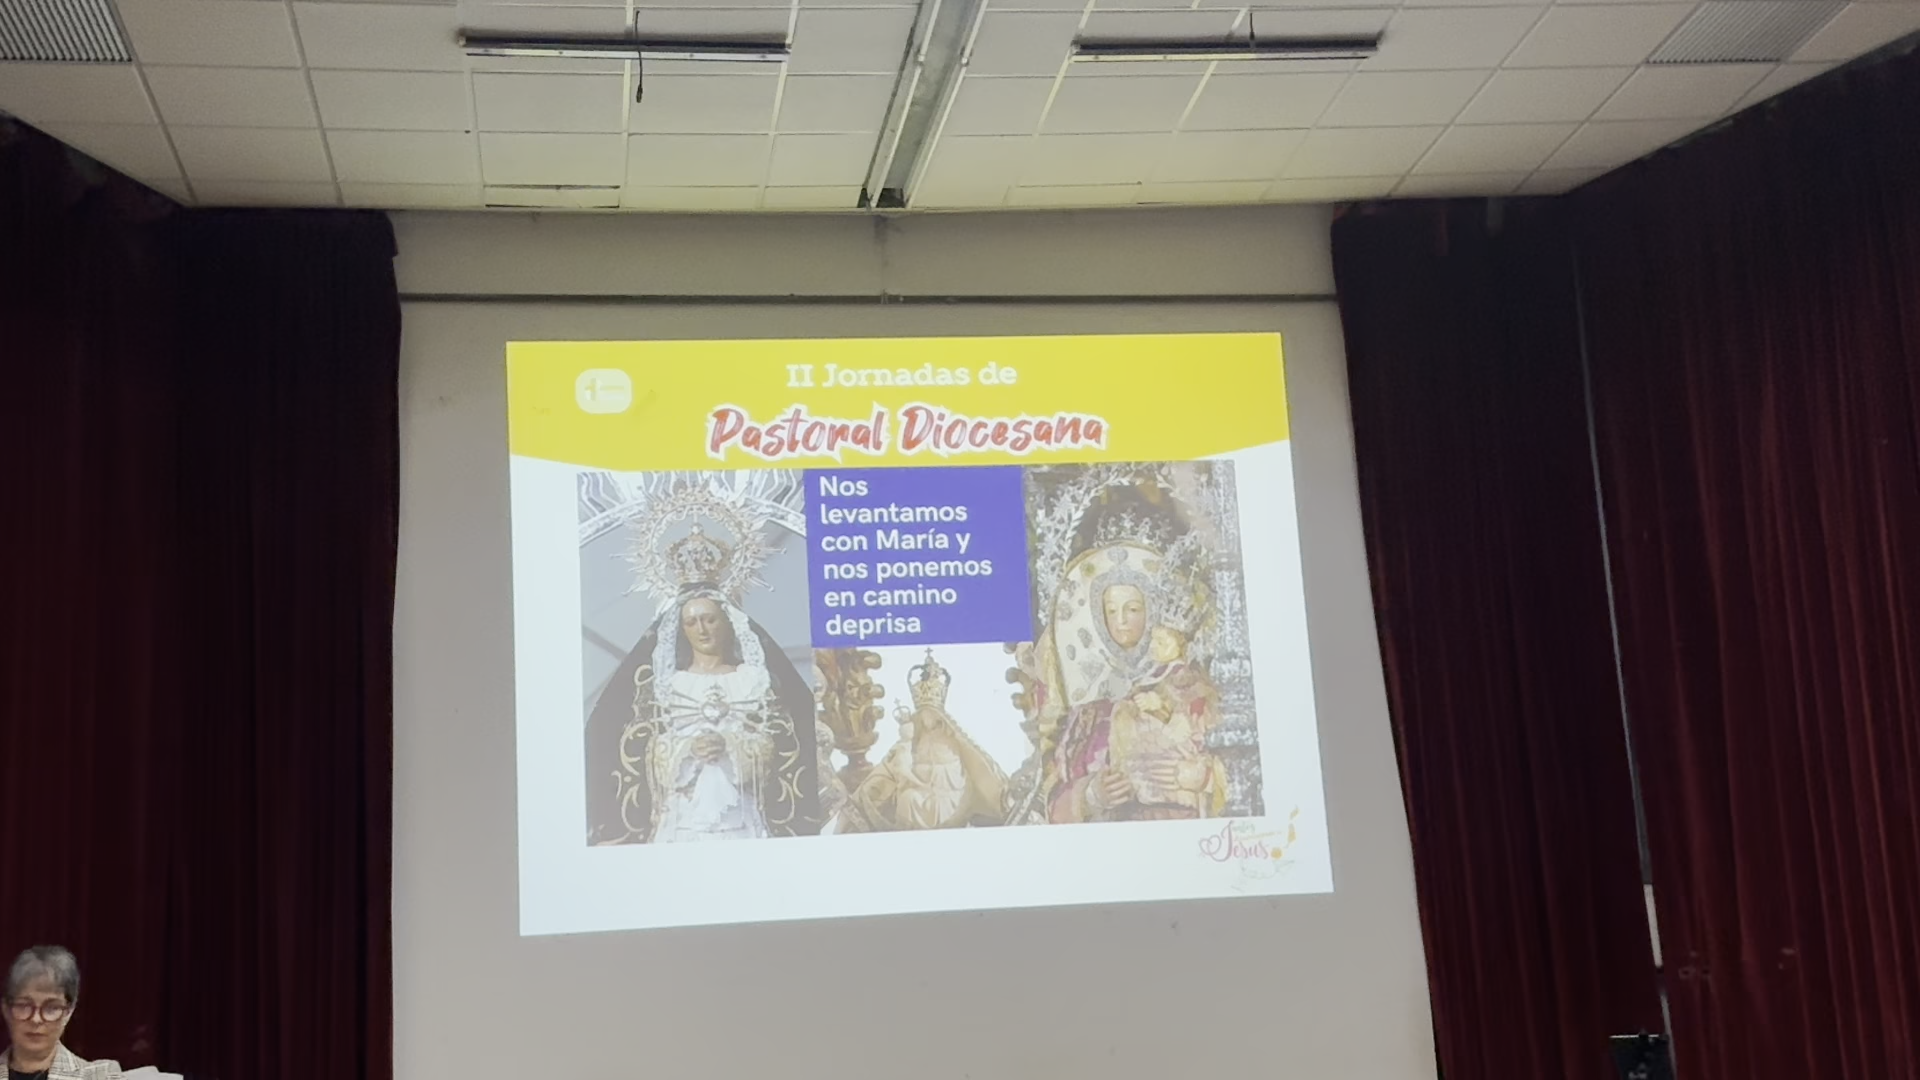 II Jornadas de
Pastoral Diocesana
Nos
levantamos
con María y
nos ponemos
en camino
deprisa
Jesús